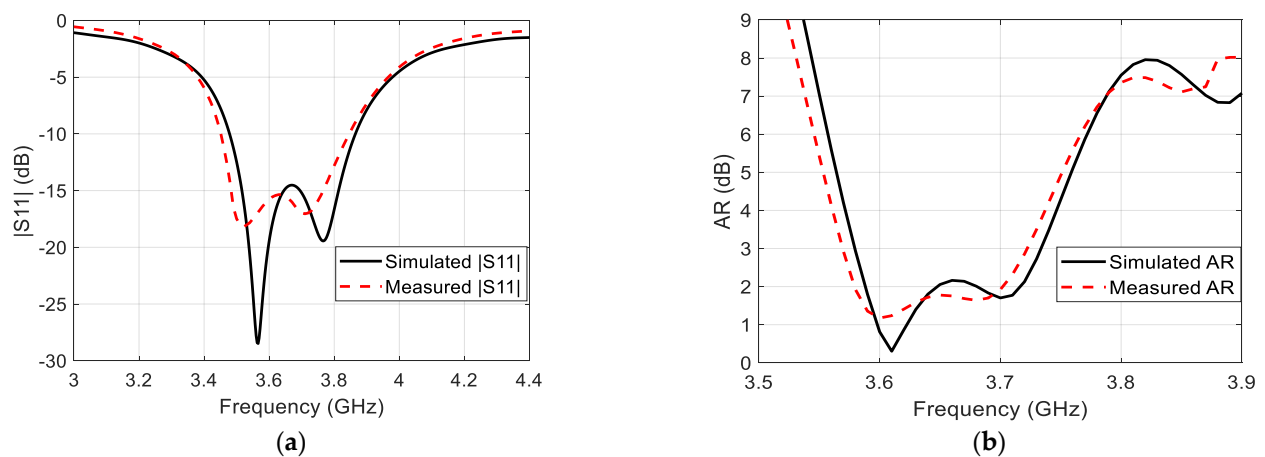 0
-5
-10
-15
-20
-25
-30
|S11| (dB)
Simulated |S11|
Measured |S11|
3 3.2 3.4 3.6 3.8 4 4.2 4.4
Frequency (GHz)
(a)
9
8
7
6
5
4
3
2
1
0
AR (dB)
Simulated AR
Measured AR
3.5 3.6 3.7 3.8 3.9
Frequency (GHz)
(b)